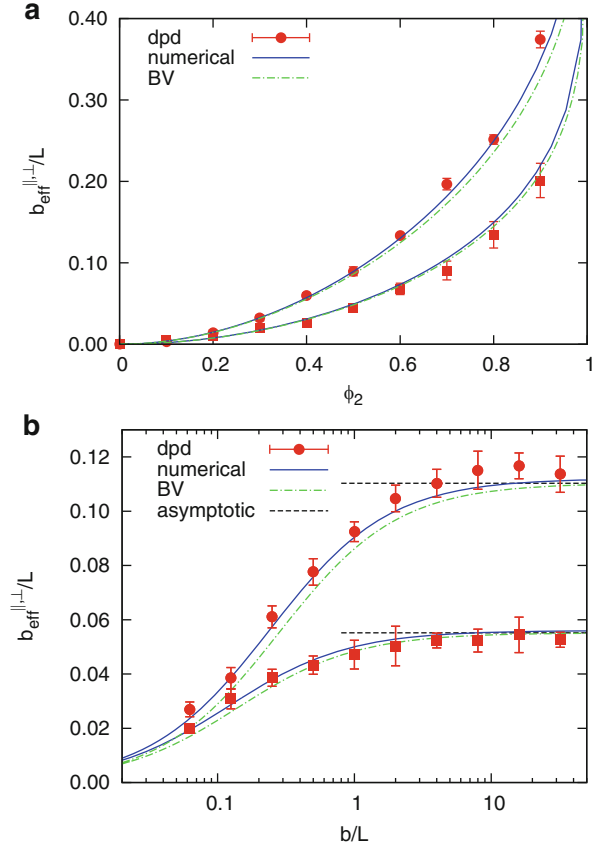 a
dpd
numerical
BV
0.40
0.30
0.20
0.10
0.00
b_eff^||,⊥/L
0 0.2 0.4 0.6 0.8 1
ϕ₂
b
dpd
numerical
BV
asymptotic
0.12
0.10
0.08
0.06
0.04
0.02
0.00
b_eff^||,⊥/L
0.1 1 10
b/L